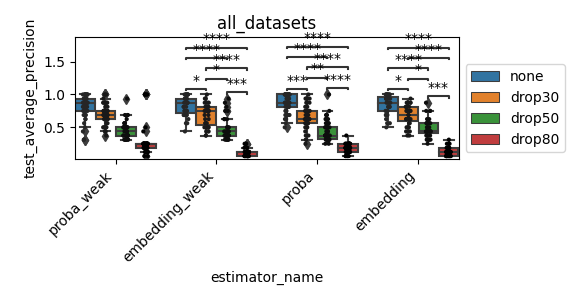 all_datasets
test_average_precision
1.5
1.0
0.5
****
****
****
****
****
****
****
****
****
*
*
***
***
**
****
****
*
*
***
none
drop30
drop50
drop80
proba_weak
embedding_weak
proba
embedding
estimator_name